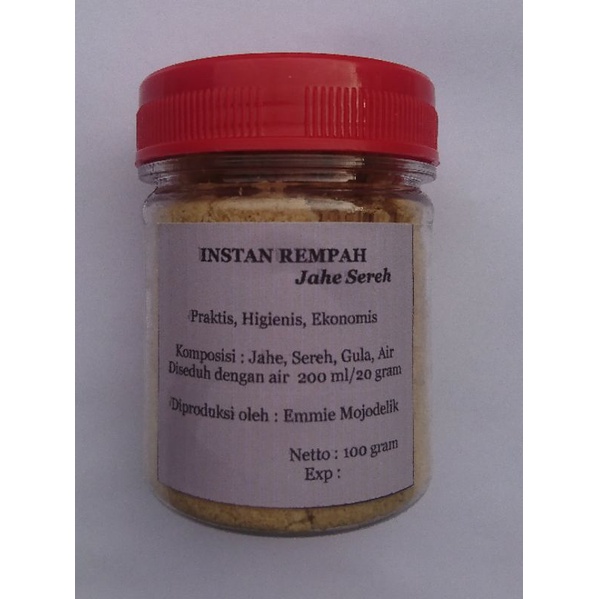 INSTAN REMPAH
Jahe Sereh
Praktis, Higienis, Ekonomis
Komposisi : Jahe, Sereh, Gula, Air
Diseduh dengan air 200 ml/20 gram
Diproduksi oleh : Emmie Mojodelik
Netto : 100 gram
Exp :